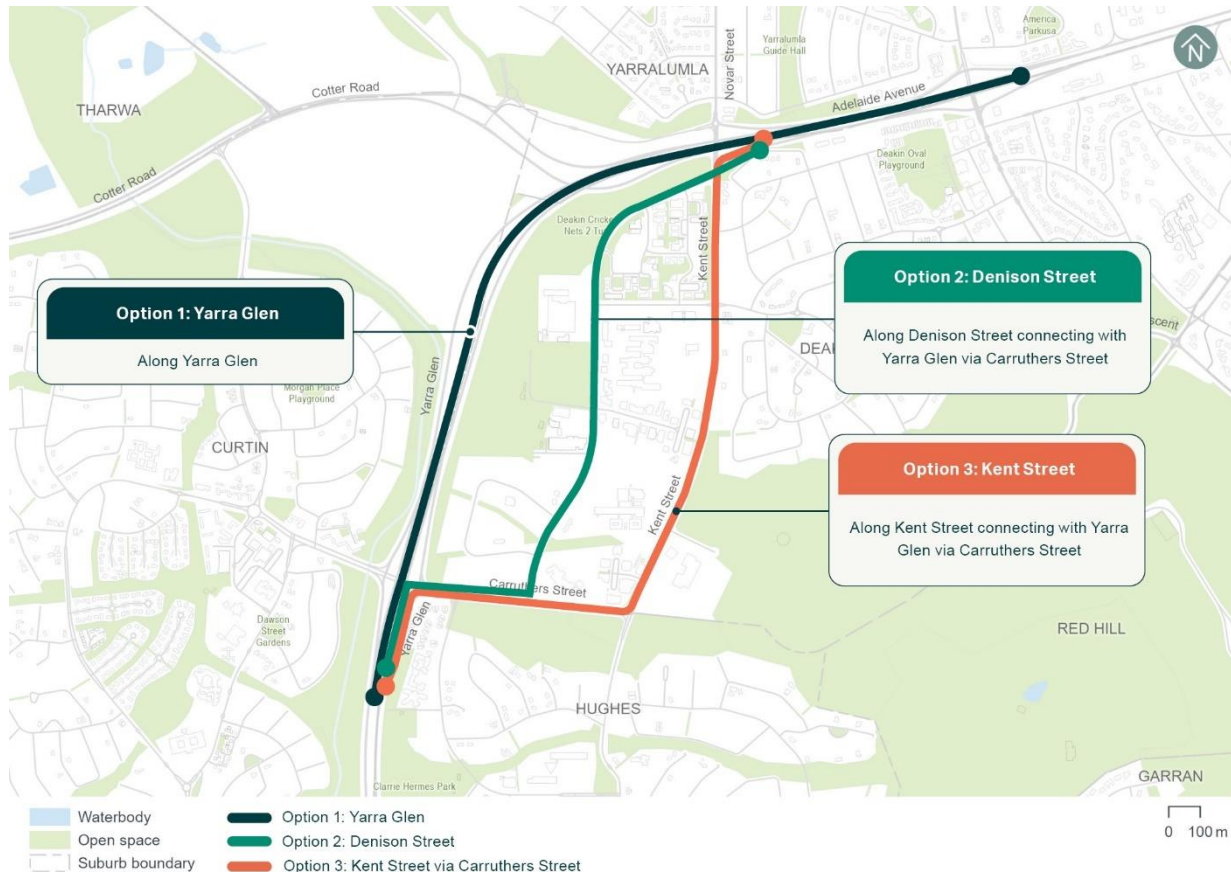 America
Parkusa
Yarralumla
Guide Hall
N
YARRALUMLA
Novar Street
THARWA
Cotter Road
Adelaide Avenue
Deakin Oval
Playground
Cotter Road
Deakin Cricket
Nets 2 Tu
Kent Street
Option 2: Denison Street
Along Denison Street connecting with
Yarra Glen via Carruthers Street
Option 1: Yarra Glen
Along Yarra Glen
scent
DEA
Yarra Glen
Morgan Place
Playground
CURTIN
Option 3: Kent Street
Along Kent Street connecting with Yarra
Glen via Carruthers Street
Kent Street
Carruthers Street
Dawson
Street
Gardens
Yarra Glen
RED HILL
HUGHES
GARRAN
Clarrie Hermes Park
Waterbody
Open space
Suburb boundary
Option 1: Yarra Glen
Option 2: Denison Street
Option 3: Kent Street via Carruthers Street
0 100 m